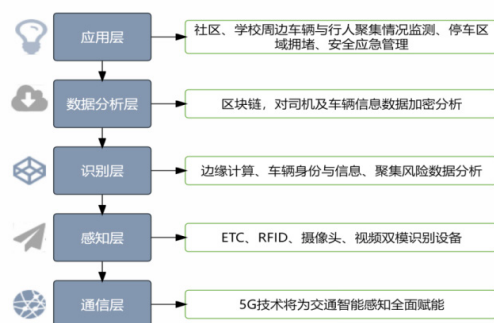 应用层
社区、学校周边车辆与行人聚集情况监测、停车区
域拥堵、安全应急管理
数据分析层
区块链，对司机及车辆信息数据加密分析
识别层
边缘计算、车辆身份与信息、聚集风险数据分析
感知层
ETC、RFID、摄像头、视频双模识别设备
通信层
5G技术将为交通智能感知全面赋能